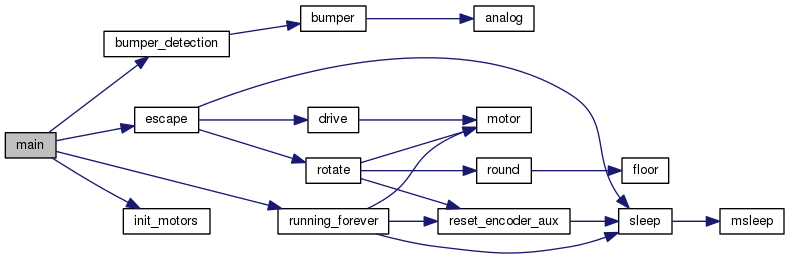 bumper
analog
bumper_detection
escape
drive
motor
main
rotate
round
floor
init_motors
running_forever
reset_encoder_aux
sleep
msleep